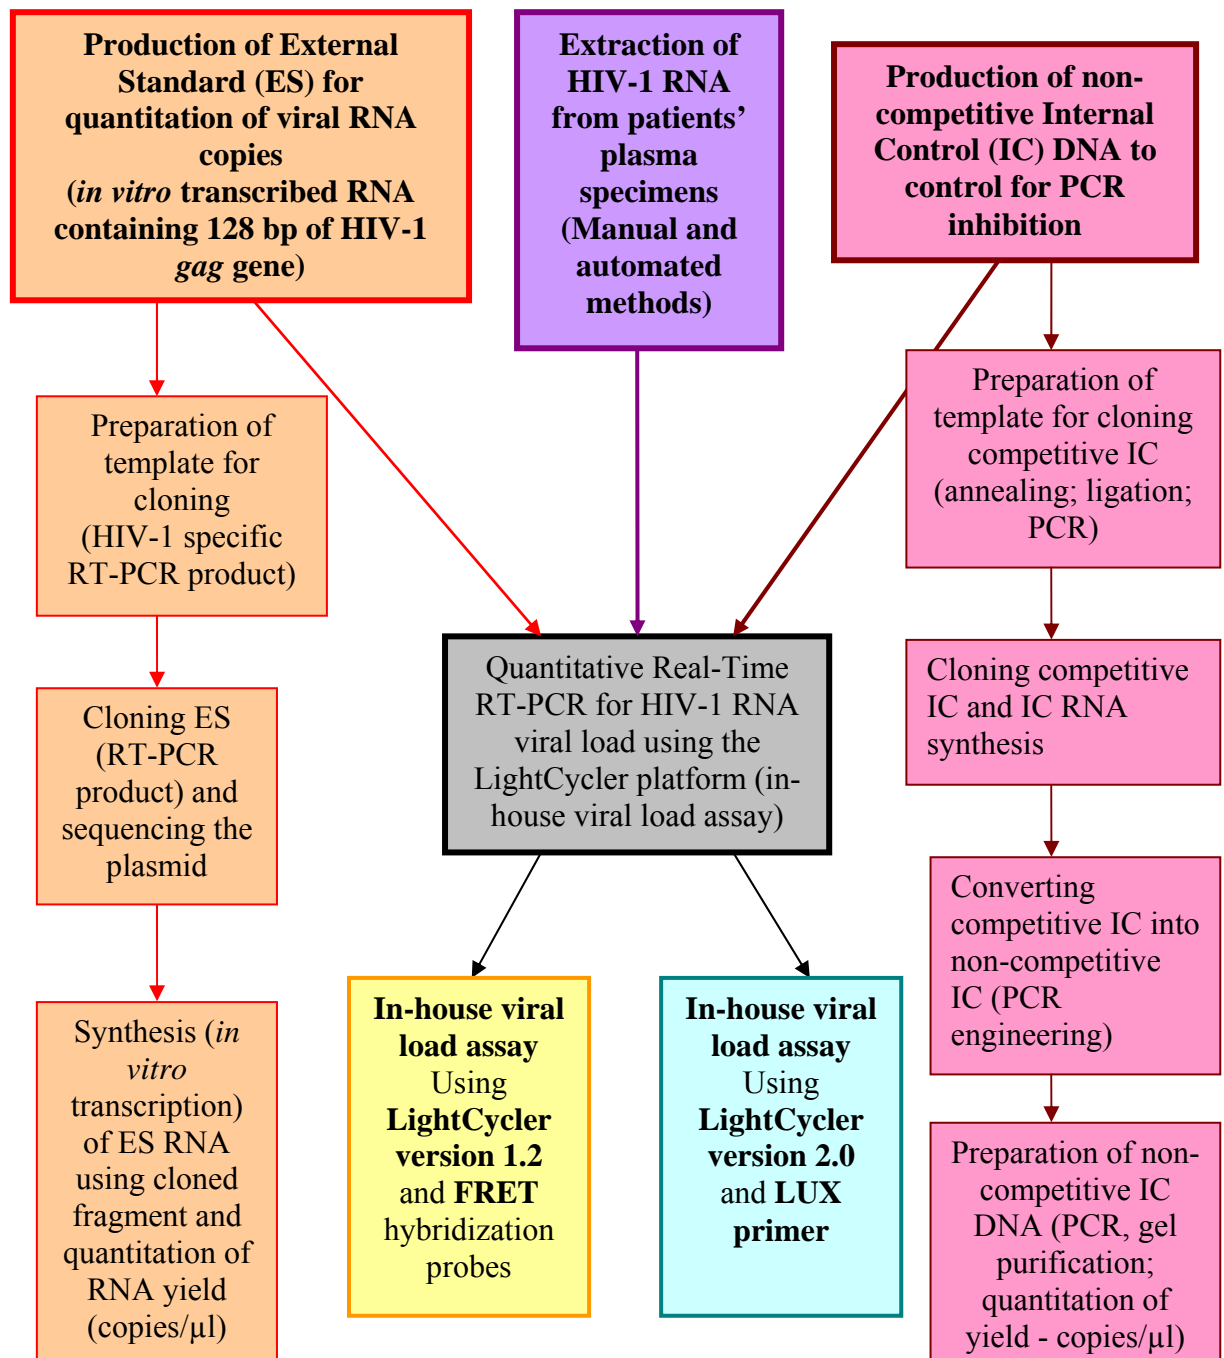 Production of External
Standard (ES) for
quantitation of viral RNA
copies
(in vitro transcribed RNA
containing 128 bp of HIV-1
gag gene)
Extraction of
HIV-1 RNA
from patients’
plasma
specimens
(Manual and
automated
methods)
Production of non-
competitive Internal
Control (IC) DNA to
control for PCR
inhibition
Preparation of
template for
cloning
(HIV-1 specific
RT-PCR product)
Preparation of
template for cloning
competitive IC
(annealing; ligation;
PCR)
Quantitative Real-Time
RT-PCR for HIV-1 RNA
viral load using the
LightCycler platform (in-
house viral load assay)
Cloning competitive
IC and IC RNA
synthesis
Cloning ES
(RT-PCR
product) and
sequencing the
plasmid
Converting
competitive IC into
non-competitive
IC (PCR
engineering)
Synthesis (in
vitro
transcription)
of ES RNA
using cloned
fragment and
quantitation of
RNA yield
(copies/µl)
In-house viral
load assay
Using
LightCycler
version 1.2
and FRET
hybridization
probes
In-house viral
load assay
Using
LightCycler
version 2.0
and LUX
primer
Preparation of non-
competitive IC
DNA (PCR, gel
purification;
quantitation of
yield - copies/µl)